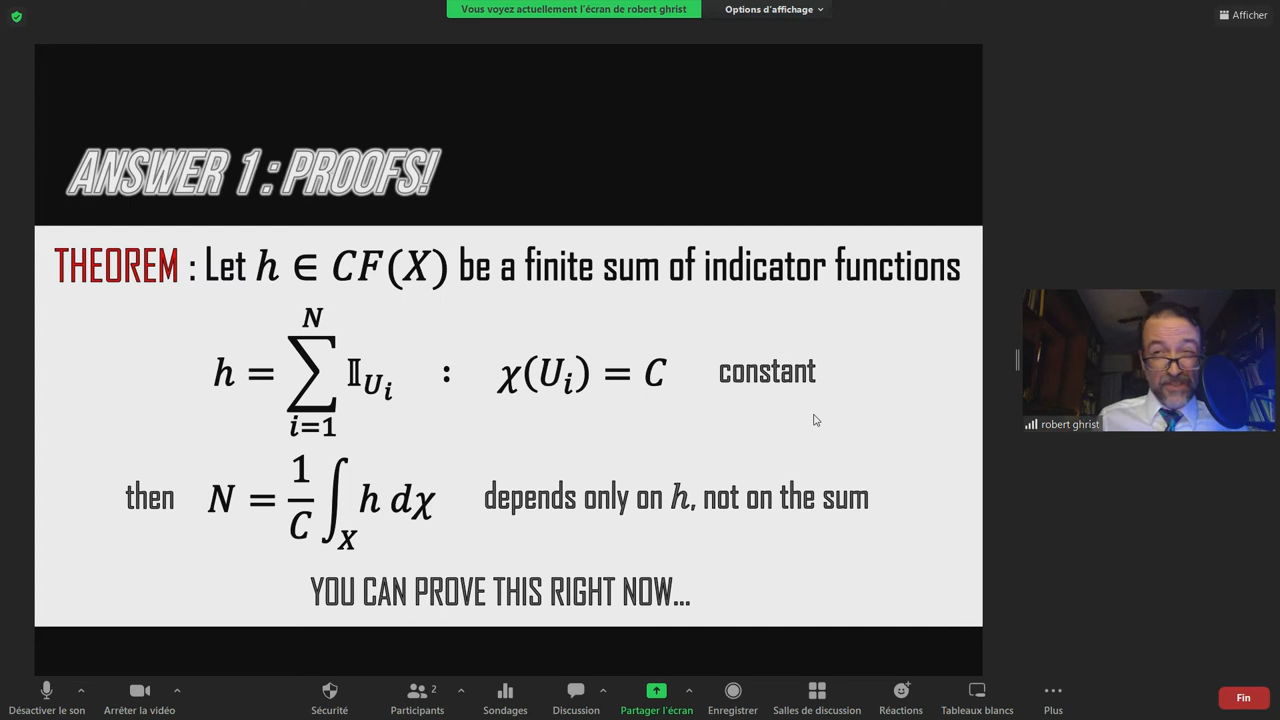 Vous voyez actuellement l'écran de robert ghrist
Options d'affichage
Afficher
ANSWER 1 : PROOFS!
THEOREM : Let h ∈ CF(X) be a finite sum of indicator functions
h = ∑_{i=1}^{N} 𝕀_{U_i} : χ(U_i) = C constant
then N = 1/C ∫_X h dχ depends only on h, not on the sum
YOU CAN PROVE THIS RIGHT NOW...
robert ghrist
Désactiver le son
Arrêter la vidéo
Sécurité
2
Participants
Sondages
Discussion
Partager l'écran
Enregistrer
Salles de discussion
Réactions
Tableaux blancs
Plus
Fin